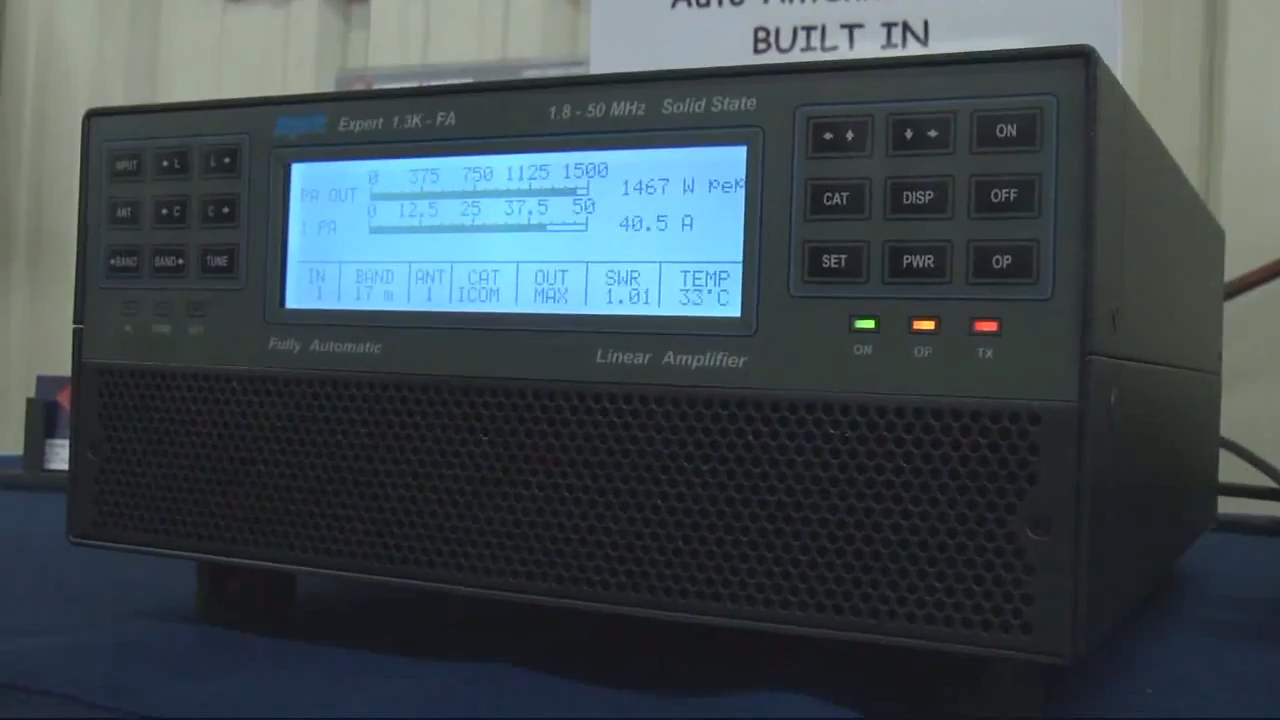 BUILT IN
Expert 1.3K - FA
1.8 - 50 MHz Solid State
INPUT ← L L →
ANT ← C C →
←BAND BAND→ TUNE
0 375 750 1125 1500
PA OUT 1467 W pep
0 12.5 25 37.5 50
I PA 40.5 A
IN BAND ANT CAT OUT SWR TEMP
1 17 m 1 ICOM MAX 1.01 33°C
ON
CAT DISP OFF
SET PWR OP
ON OP TX
Fully Automatic
Linear Amplifier